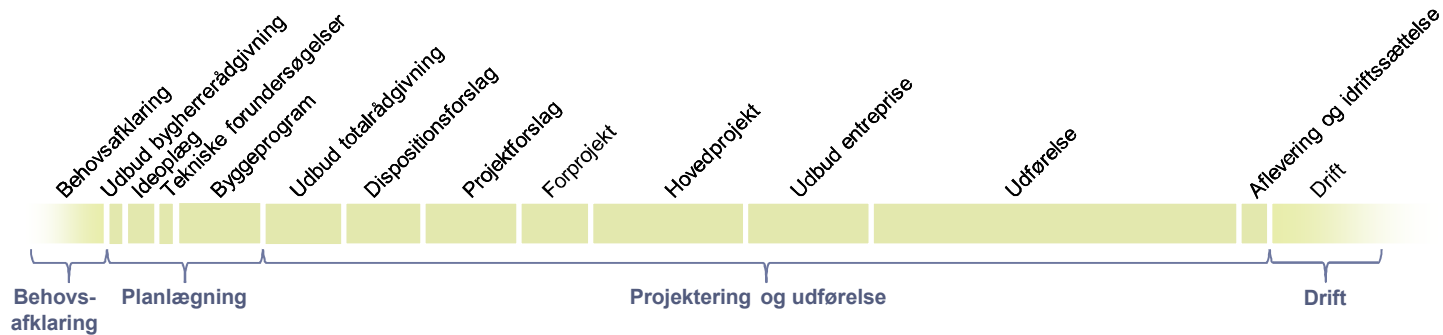 Behovsafklaring
Udbud bygherrerådgivning
Ideoplæg
Tekniske forundersøgelser
Byggeprogram
Udbud totalrådgivning
Dispositionsforslag
Projektforslag
Forprojekt
Hovedprojekt
Udbud entreprise
Udførelse
Aflevering og idriftssættelse
Drift
Behovs-
afklaring
Planlægning
Projektering og udførelse
Drift